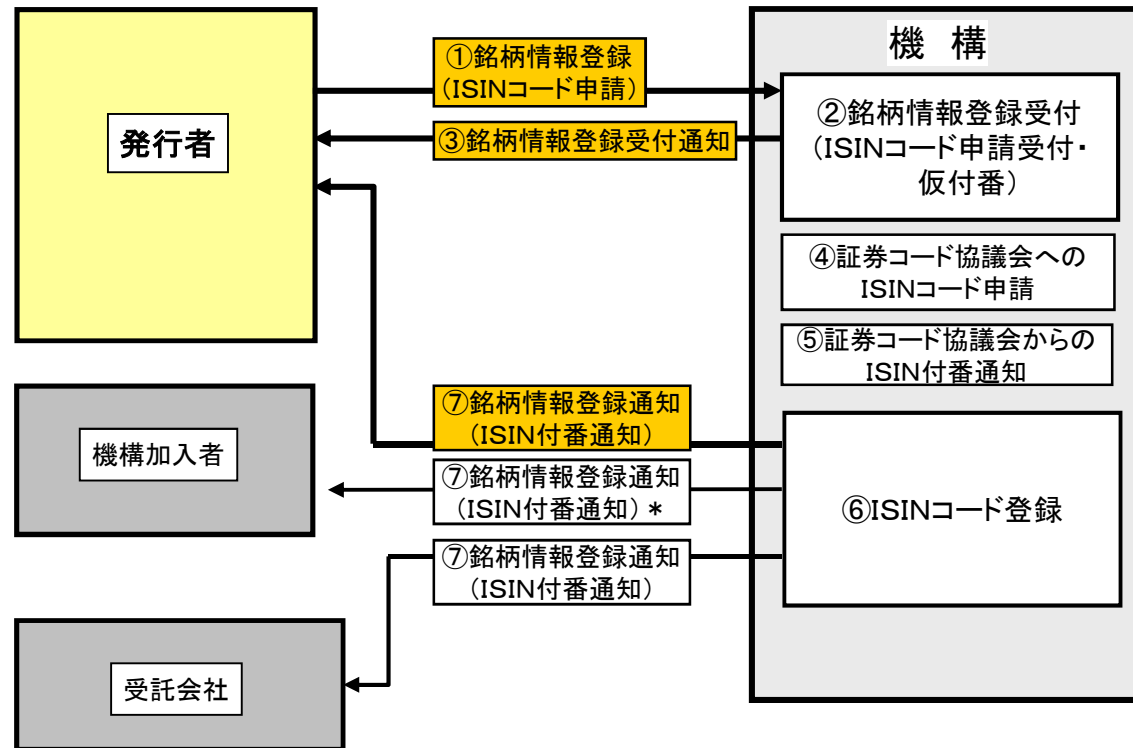 機 構
①銘柄情報登録
(ISINコード申請)
発行者
②銘柄情報登録受付
(ISINコード申請受付・
仮付番)
③銘柄情報登録受付通知
④証券コード協議会への
ISINコード申請
⑤証券コード協議会からの
ISIN付番通知
⑦銘柄情報登録通知
(ISIN付番通知)
機構加入者
⑦銘柄情報登録通知
(ISIN付番通知)*
⑥ISINコード登録
⑦銘柄情報登録通知
(ISIN付番通知)
受託会社